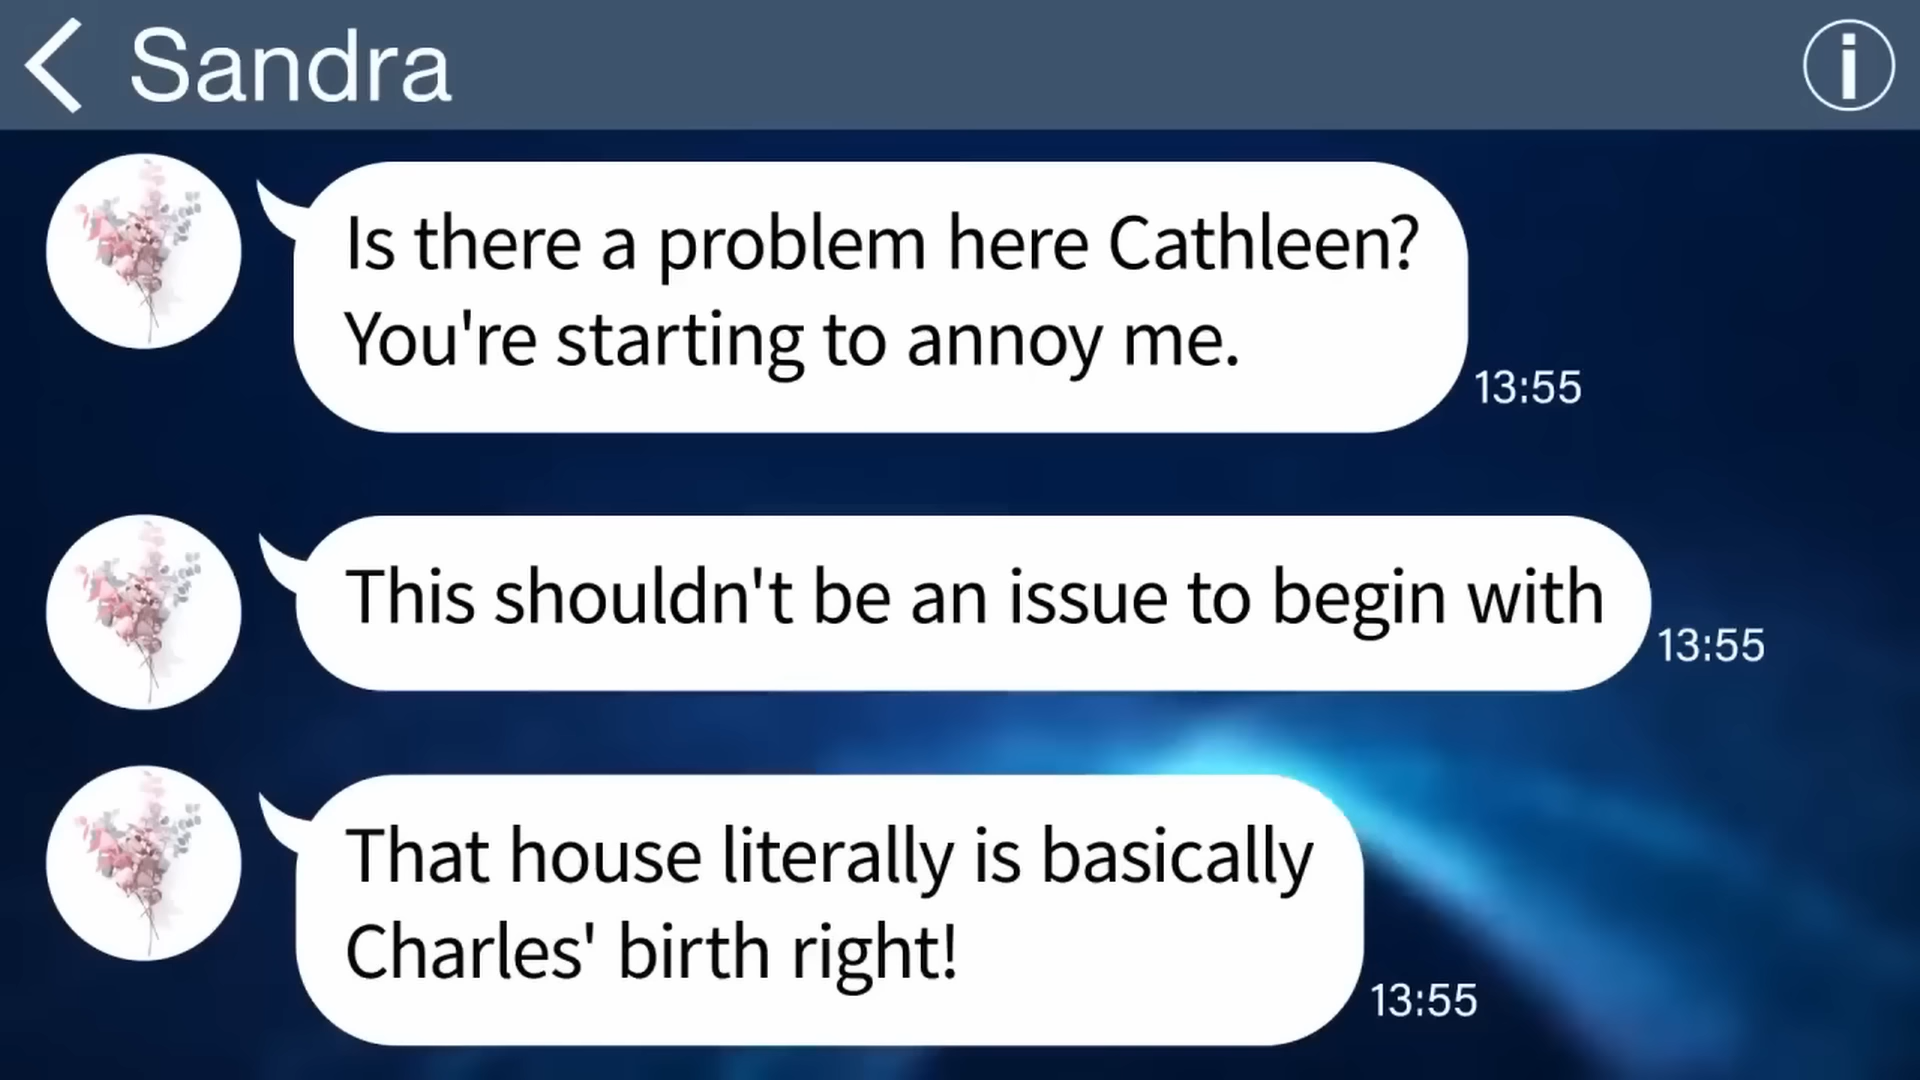 Sandra
Is there a problem here Cathleen?
You're starting to annoy me.
13:55
This shouldn't be an issue to begin with
13:55
That house literally is basically
Charles' birth right!
13:55